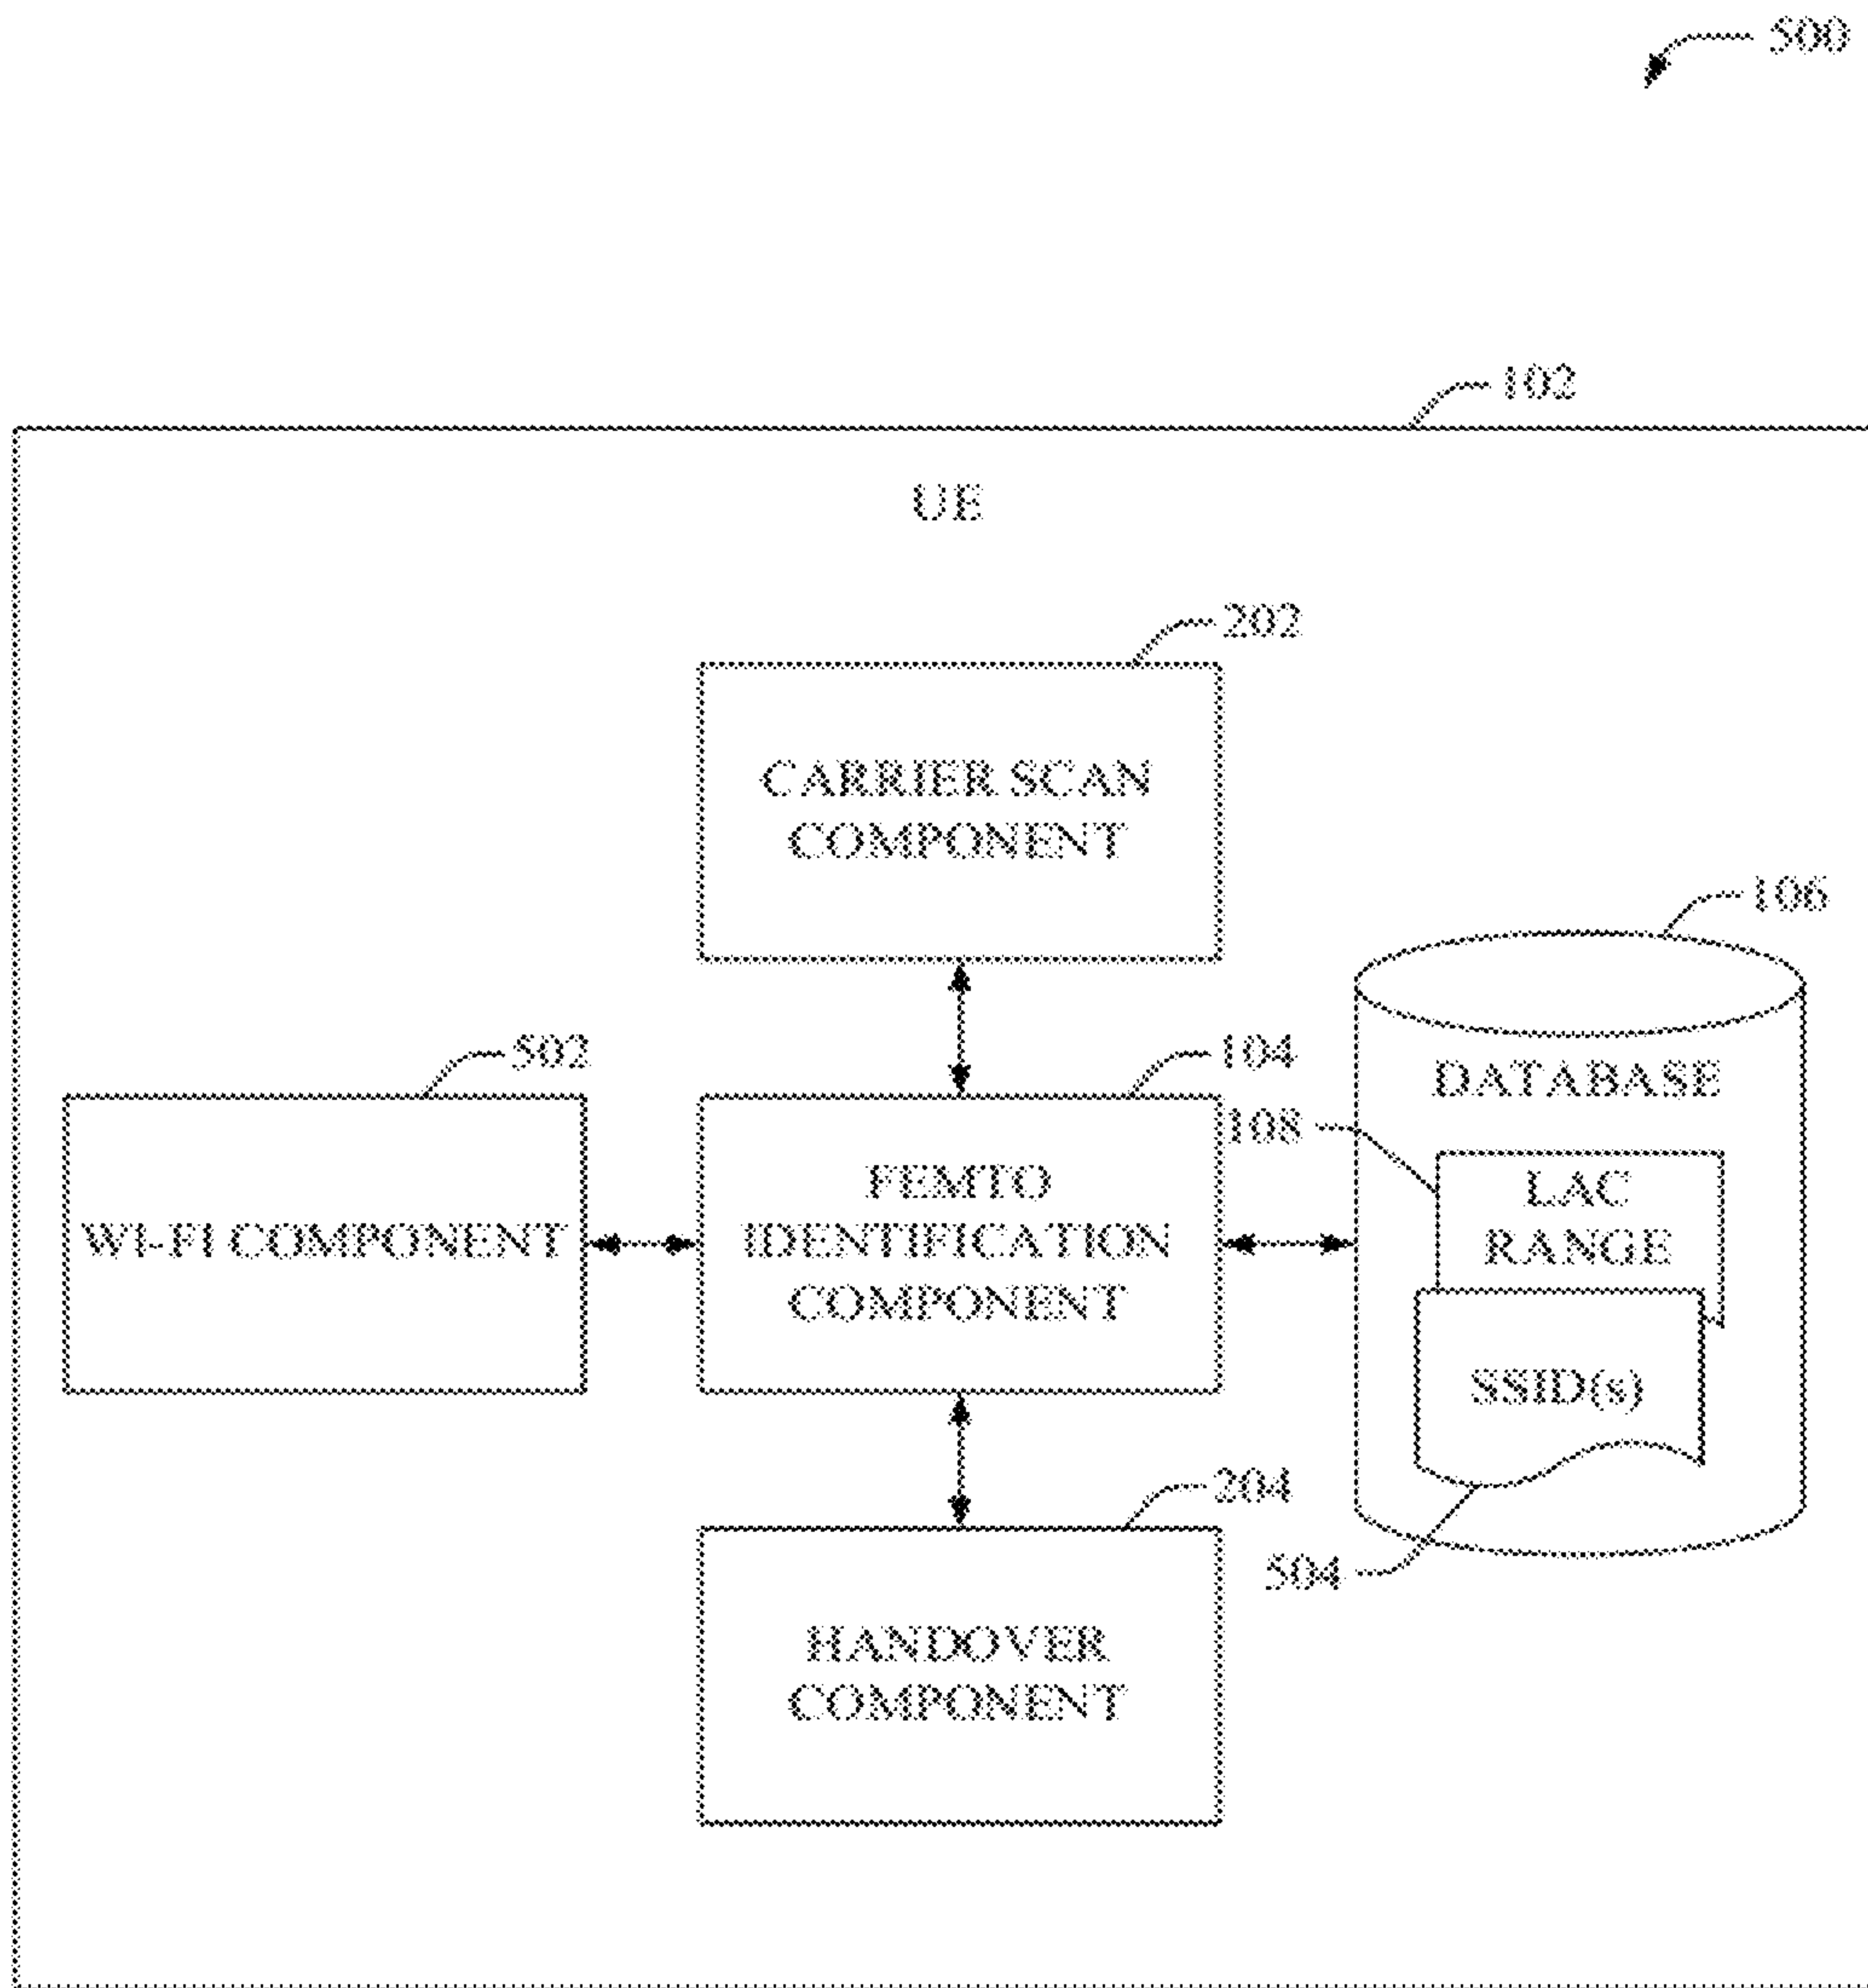 500
102
UE
202
CARRIER SCAN
COMPONENT
106
502
104
DATABASE
108
FEMTO
LAC
WI-FI COMPONENT
IDENTIFICATION
RANGE
COMPONENT
SSID(s)
204
504
HANDOVER
COMPONENT